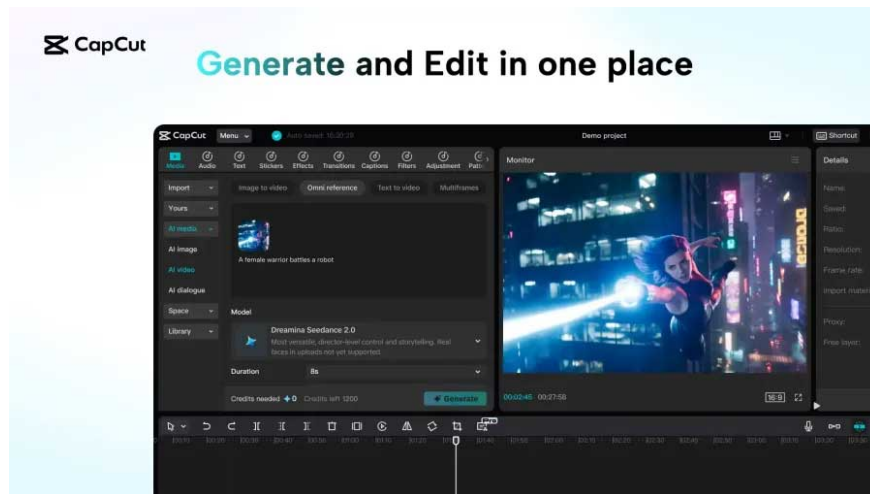 CapCut
Generate and Edit in one place
CapCut Menu Auto saved: Demo project Shortcut
Media Audio Text Stickers Effects Transitions Captions Filters Adjustment
Monitor
Details
Import
Image to video Omni reference Text to video Multiframes
Name:
Yours
Saved:
AI media
Ratio:
AI image
A female warrior battles a robot
Resolution:
AI video
Frame rate:
AI dialogue
Import material
Space
Model
Library
Dreamina Seedance 2.0
Most versatile, director-level control and storytelling. Real
faces in uploads not yet supported.
Proxy:
Free layer:
Duration 8s
Credits needed 0 Credits left 1200 Generate
00:02:45 00:27:58 16:9
Pro